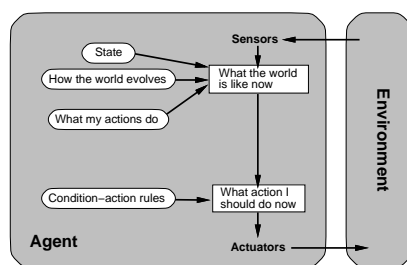 Sensors
State
How the world evolves
What my actions do
What the world
is like now
Condition−action rules
What action I
should do now
Agent
Actuators
Environment